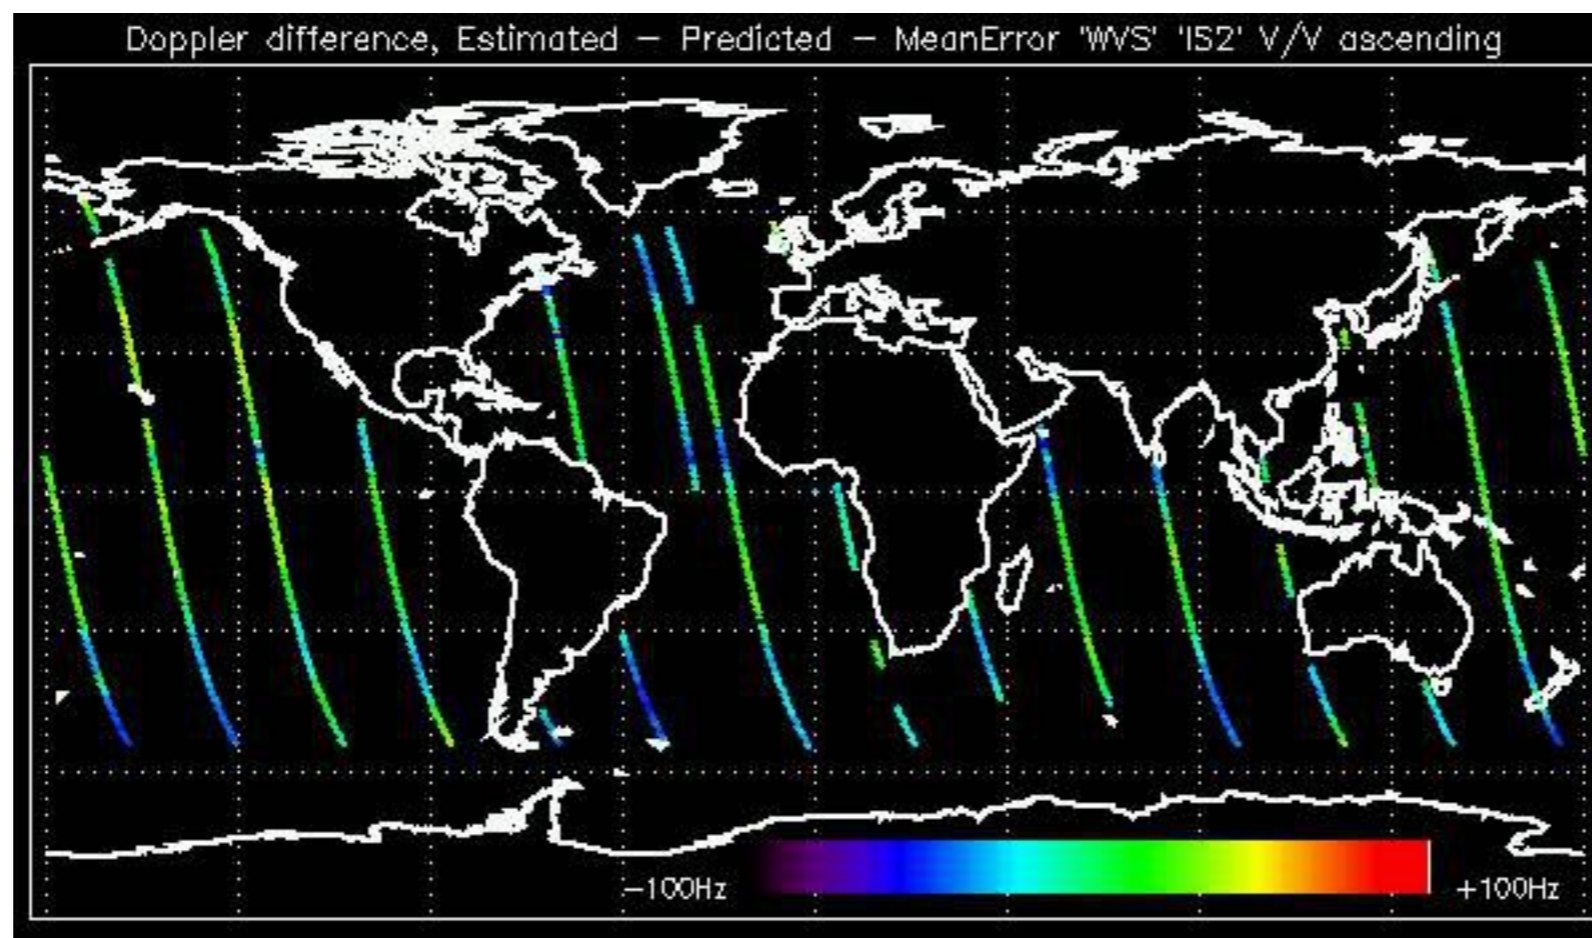 Doppler difference, Estimated – Predicted – MeanError 'WVS' 'IS2' V/V ascending
-100Hz +100Hz